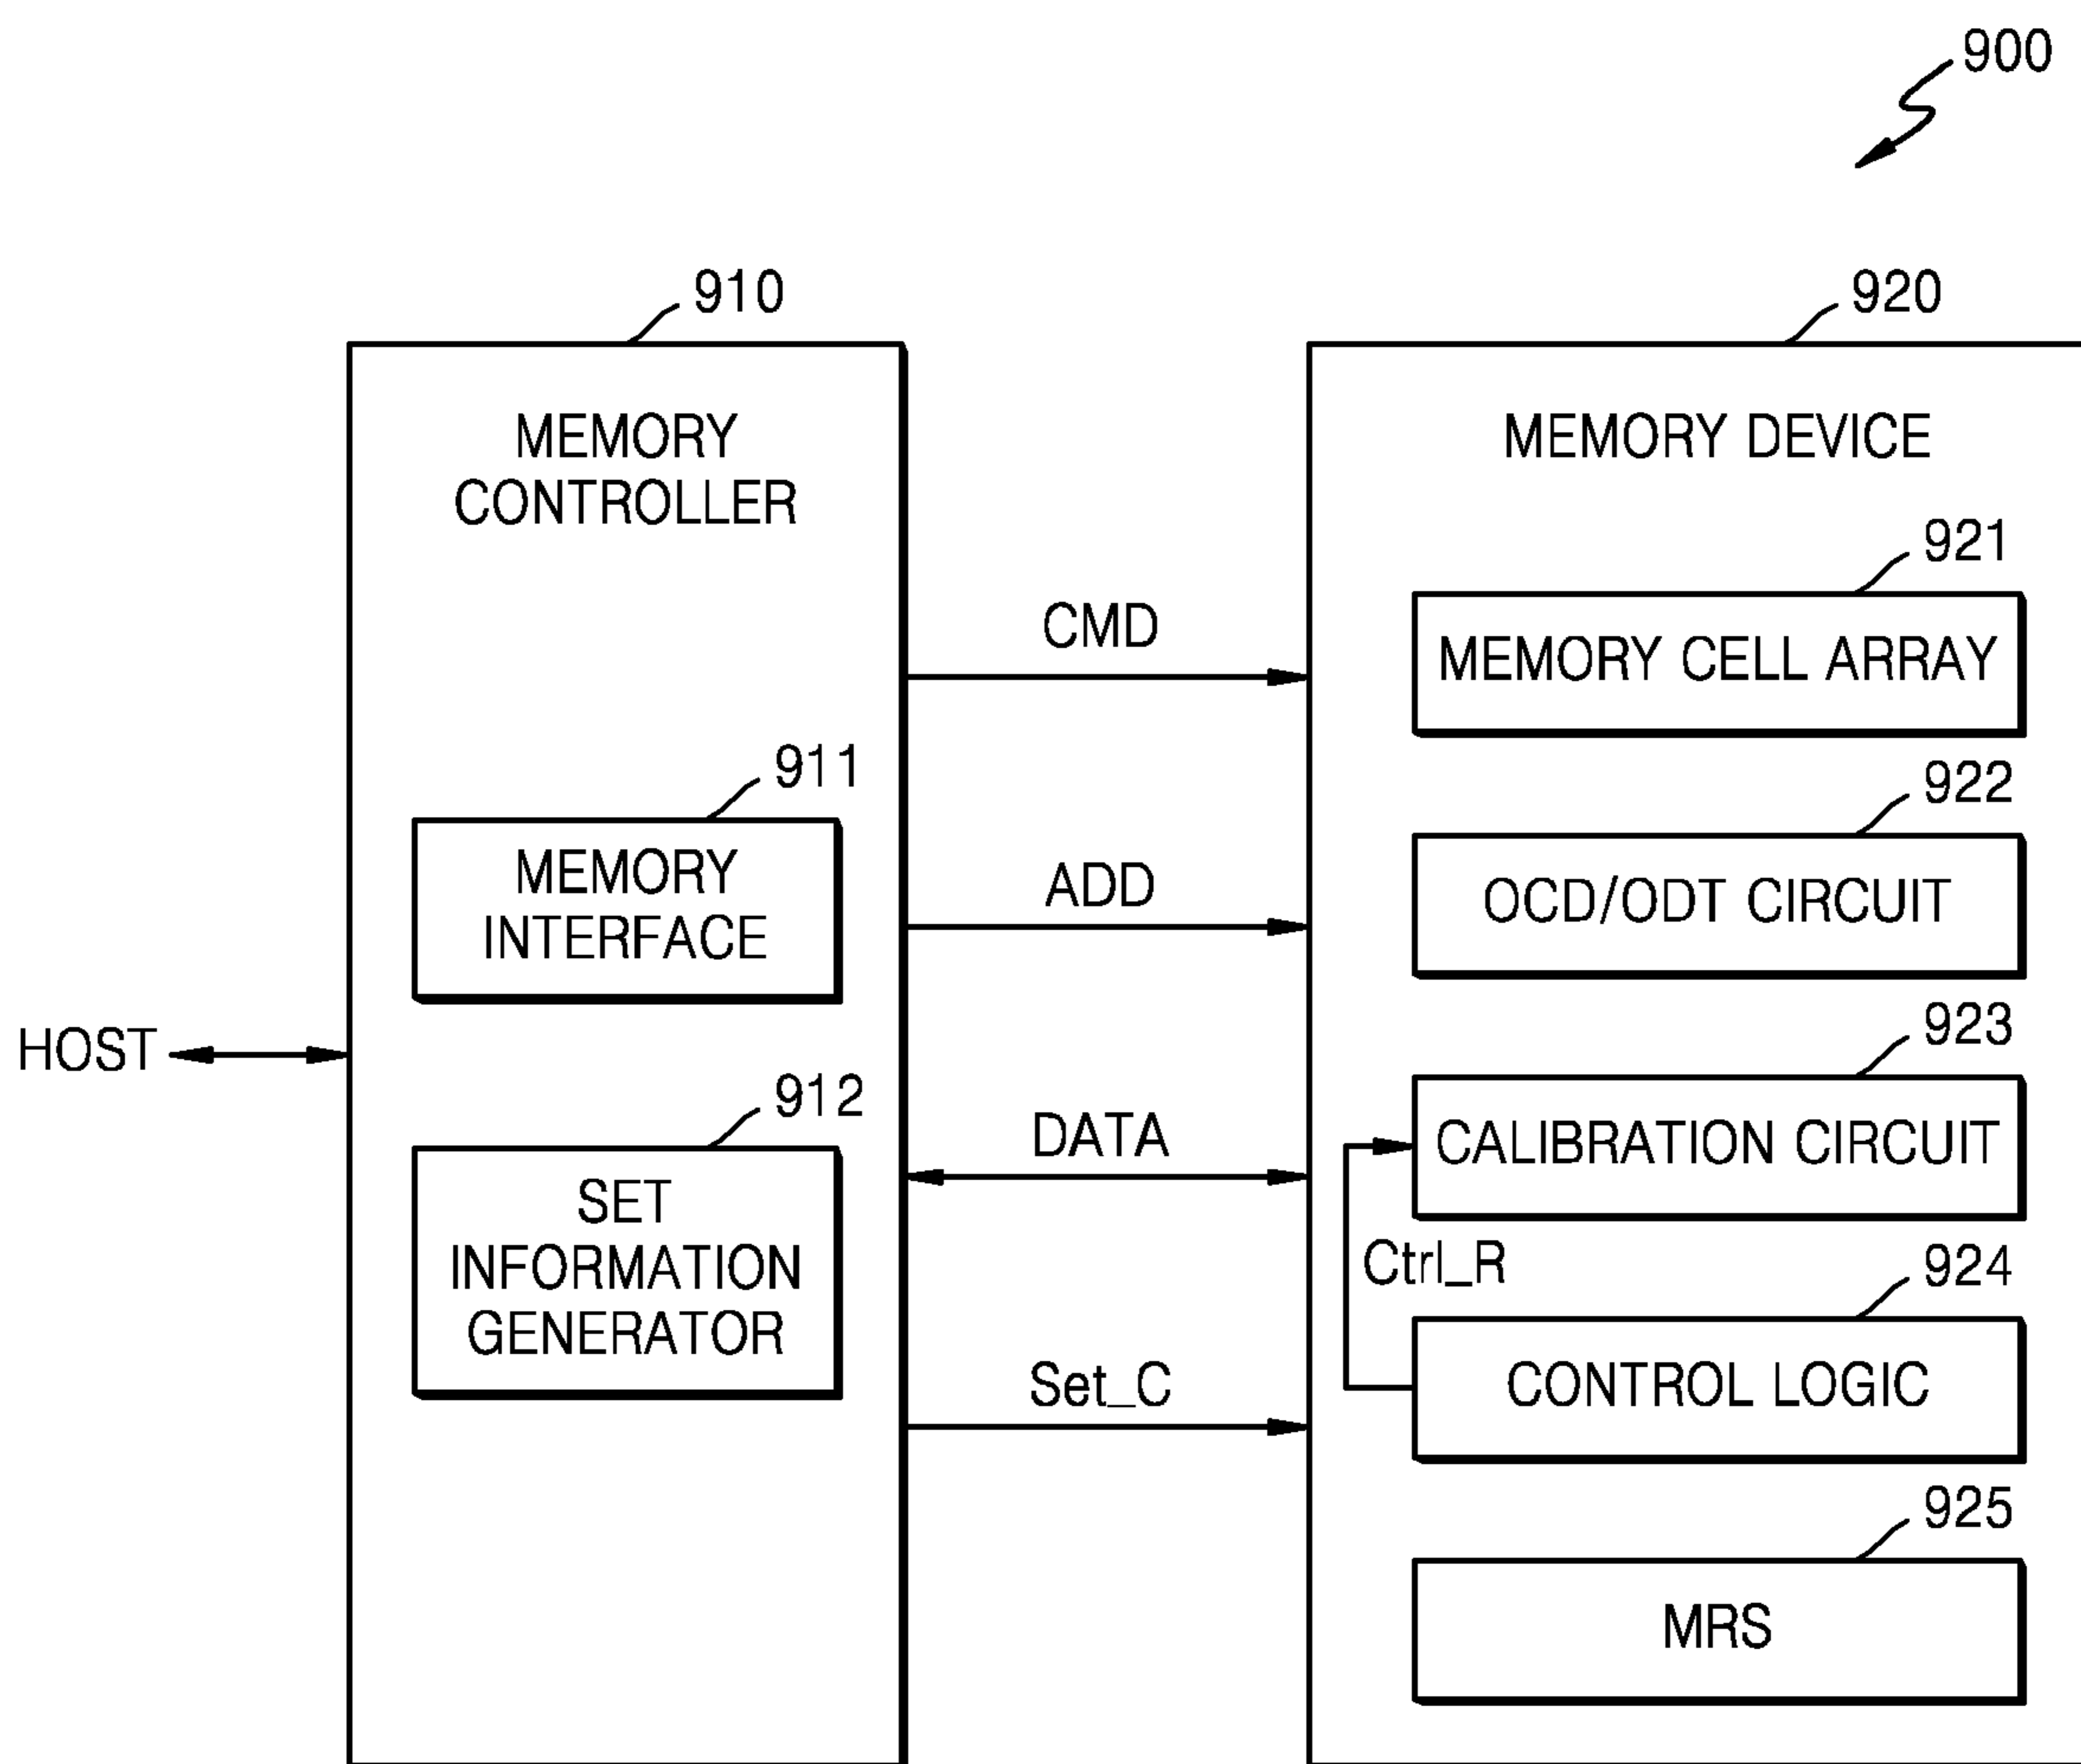 900
910
920
MEMORY
CONTROLLER
MEMORY DEVICE
921
CMD
MEMORY CELL ARRAY
911
922
MEMORY
INTERFACE
ADD
OCD/ODT CIRCUIT
HOST
923
912
DATA
CALIBRATION CIRCUIT
SET
INFORMATION
GENERATOR
Ctrl_R
924
Set_C
CONTROL LOGIC
925
MRS